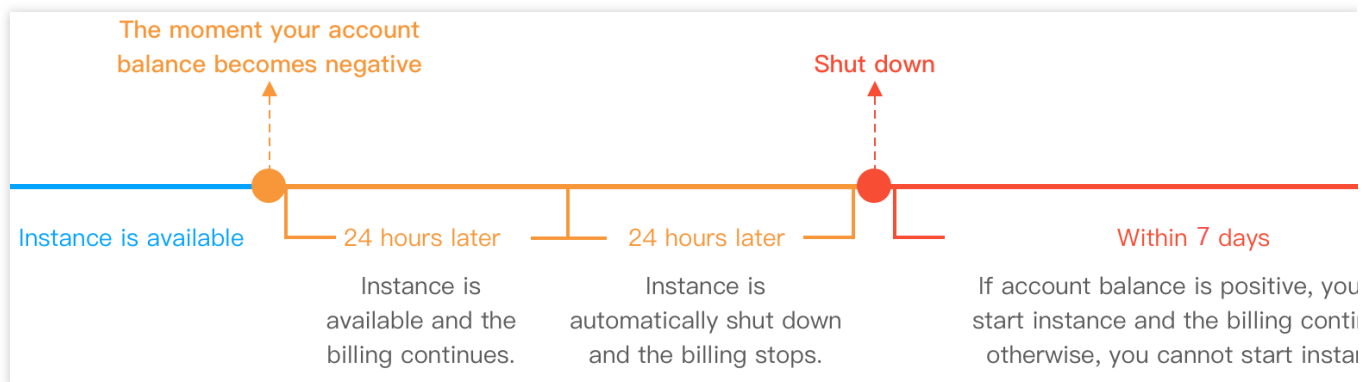 The moment your account
balance becomes negative
Shut down
Instance is available
24 hours later
24 hours later
Within 7 days
Instance is
available and the
billing continues.
Instance is
automatically shut down
and the billing stops.
If account balance is positive, you
start instance and the billing
otherwise, you cannot start